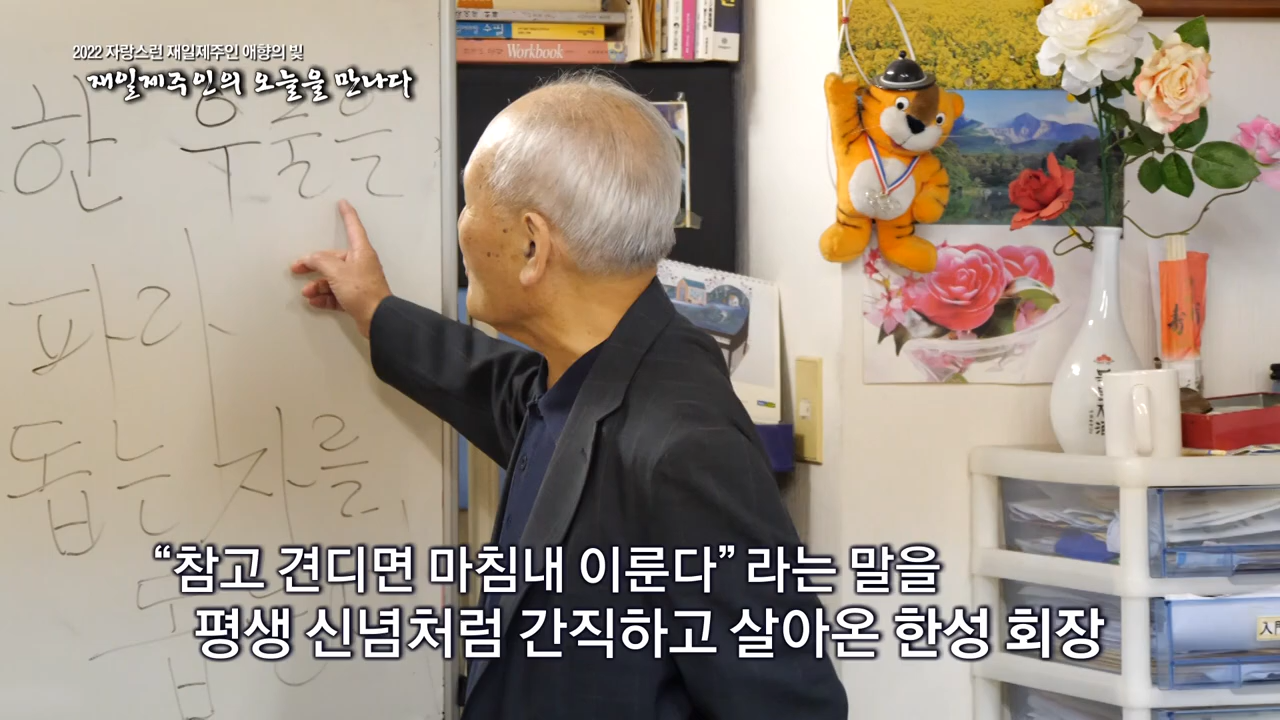 2022 자랑스런 재일제주인 애향의 빛
재일제주인의 오늘을 만나다
한 우물을
파라
돕는 자를
Workbook
“참고 견디면 마침내 이룬다” 라는 말을
평생 신념처럼 간직하고 살아온 한성 회장
寿
入門